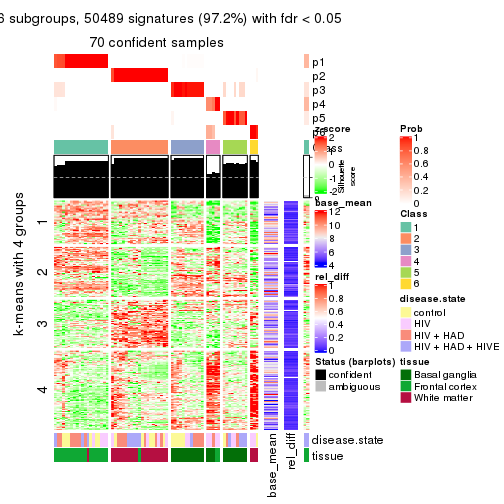 6 subgroups, 50489 signatures (97.2%) with fdr < 0.05
70 confident samples
p1
p2
p3
p4
p5
Class
Silhouette
score
k-means with 4 groups
1
2
3
4
base_mean
rel_diff
disease.state
tissue
z-score
2
1
0
-1
-2
base_mean
12
10
8
6
4
rel_diff
1
0.8
0.6
0.4
0.2
0
Status (barplots)
confident
ambiguous
Prob
1
0.8
0.6
0.4
0.2
0
Class
1
2
3
4
5
6
disease.state
control
HIV
HIV + HAD
HIV + HAD + HIVE
tissue
Basal ganglia
Frontal cortex
White matter